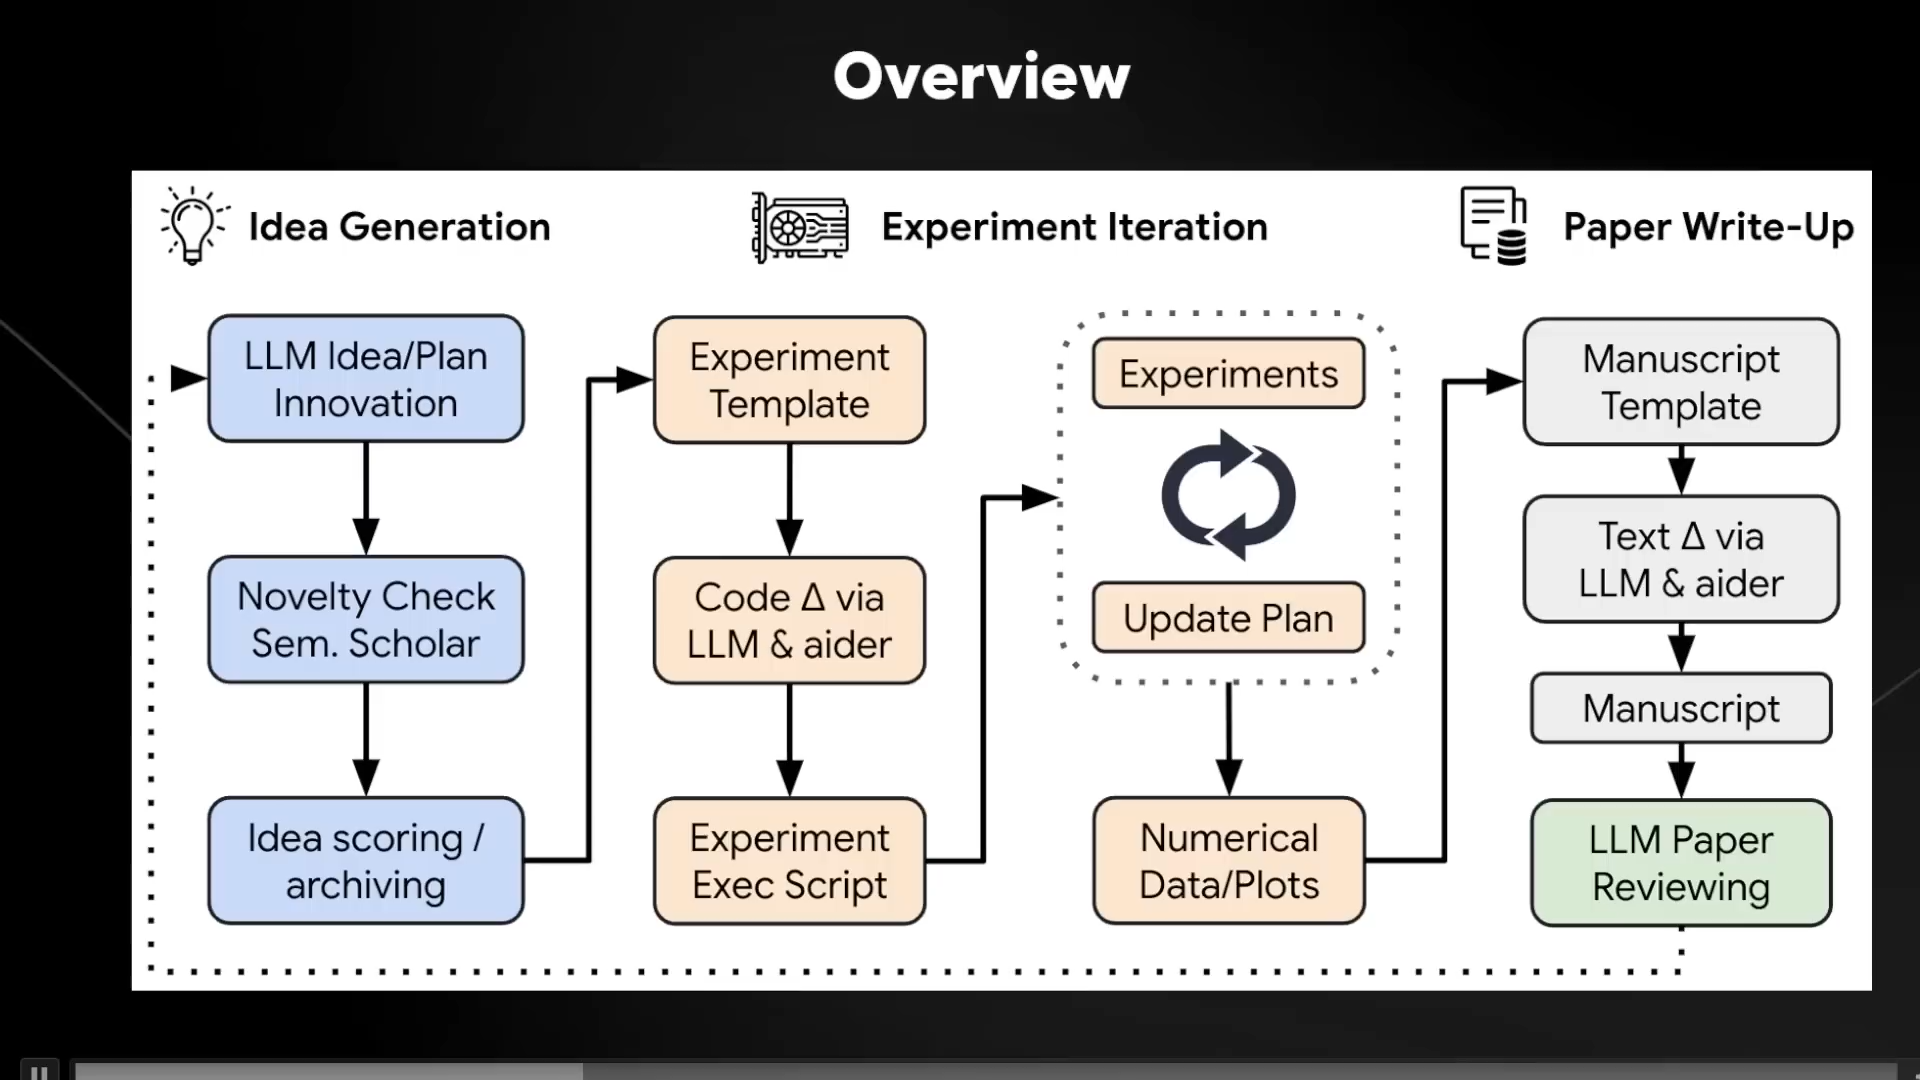 Overview
Idea Generation
Experiment Iteration
Paper Write-Up
LLM Idea/Plan
Innovation
Novelty Check
Sem. Scholar
Idea scoring /
archiving
Experiment
Template
Code Δ via
LLM & aider
Experiment
Exec Script
Experiments
Update Plan
Numerical
Data/Plots
Manuscript
Template
Text Δ via
LLM & aider
Manuscript
LLM Paper
Reviewing